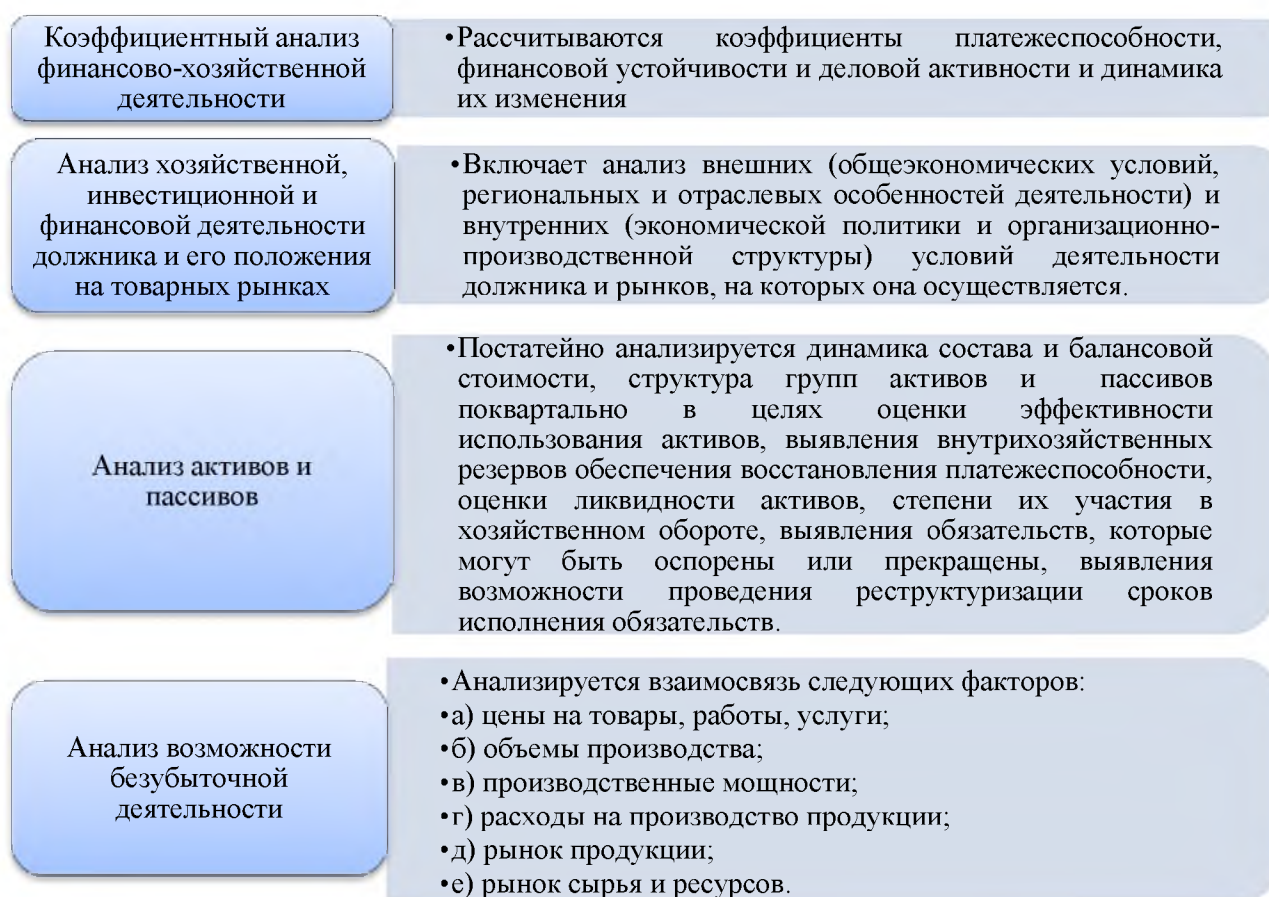 Коэффициентный анализ
финансово-хозяйственной
деятельности
•Рассчитываются коэффициенты платежеспособности,
финансовой устойчивости и деловой активности и динамика
их изменения
Анализ хозяйственной,
инвестиционной и
финансовой деятельности
должника и его положения
на товарных рынках
•Включает анализ внешних (общеэкономических условий,
региональных и отраслевых особенностей деятельности) и
внутренних (экономической политики и организационно-
производственной структуры) условий деятельности
должника и рынков, на которых она осуществляется.
Анализ активов и
пассивов
•Постатейно анализируется динамика состава и балансовой
стоимости, структура групп активов и пассивов
поквартально в целях оценки эффективности
использования активов, выявления внутрихозяйственных
резервов обеспечения восстановления платежеспособности,
оценки ликвидности активов, степени их участия в
хозяйственном обороте, выявления обязательств, которые
могут быть оспорены или прекращены, выявления
возможности проведения реструктуризации сроков
исполнения обязательств.
Анализ возможности
безубыточной
деятельности
•Анализируется взаимосвязь следующих факторов:
•а) цены на товары, работы, услуги;
•б) объемы производства;
•в) производственные мощности;
•г) расходы на производство продукции;
•д) рынок продукции;
•е) рынок сырья и ресурсов.